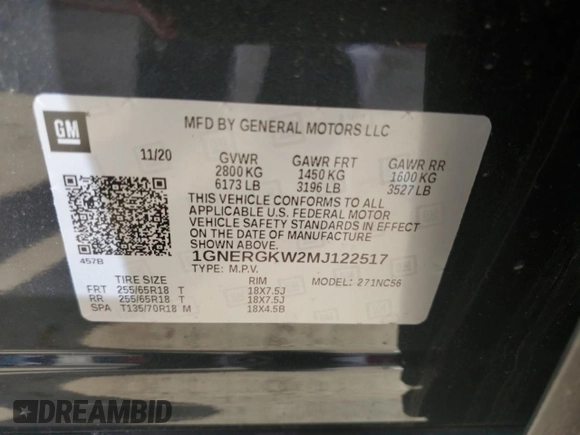 GM
MFD BY GENERAL MOTORS LLC
11/20 GVWR GAWR FRT GAWR RR
2800 KG 1450 KG 1600 KG
6173 LB 3196 LB 3527 LB
THIS VEHICLE CONFORMS TO ALL
APPLICABLE U.S. FEDERAL MOTOR
VEHICLE SAFETY STANDARDS IN EFFECT
ON THE DATE OF MANUFACTURE
SHOWN ABOVE.
457B
1GNERGKW2MJ122517
TYPE: M.P.V. MODEL: 271NC56
TIRE SIZE RIM
FRT 255/65R18 T 18X7.5J
RR 255/65R18 T 18X7.5J
SPA T135/70R18 M 18X4.5B
DREAMBID